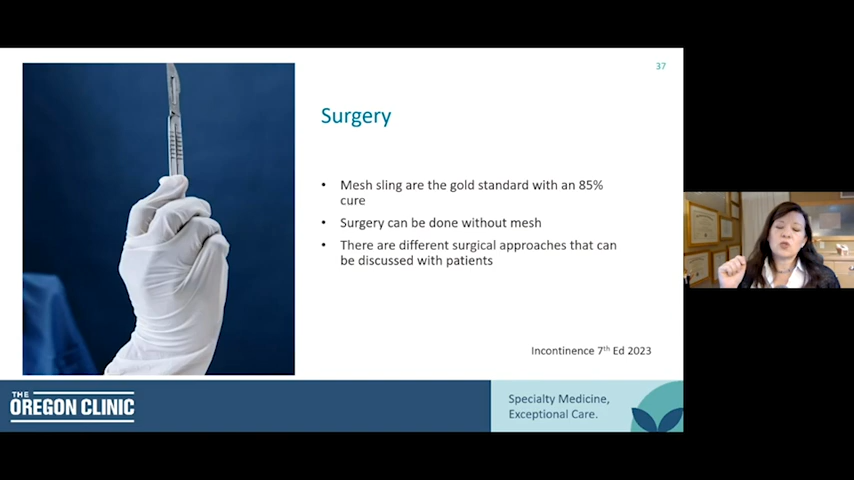 37
Surgery
• Mesh sling are the gold standard with an 85%
cure
• Surgery can be done without mesh
• There are different surgical approaches that can
be discussed with patients
Incontinence 7th Ed 2023
THE
OREGON CLINIC
Specialty Medicine,
Exceptional Care.